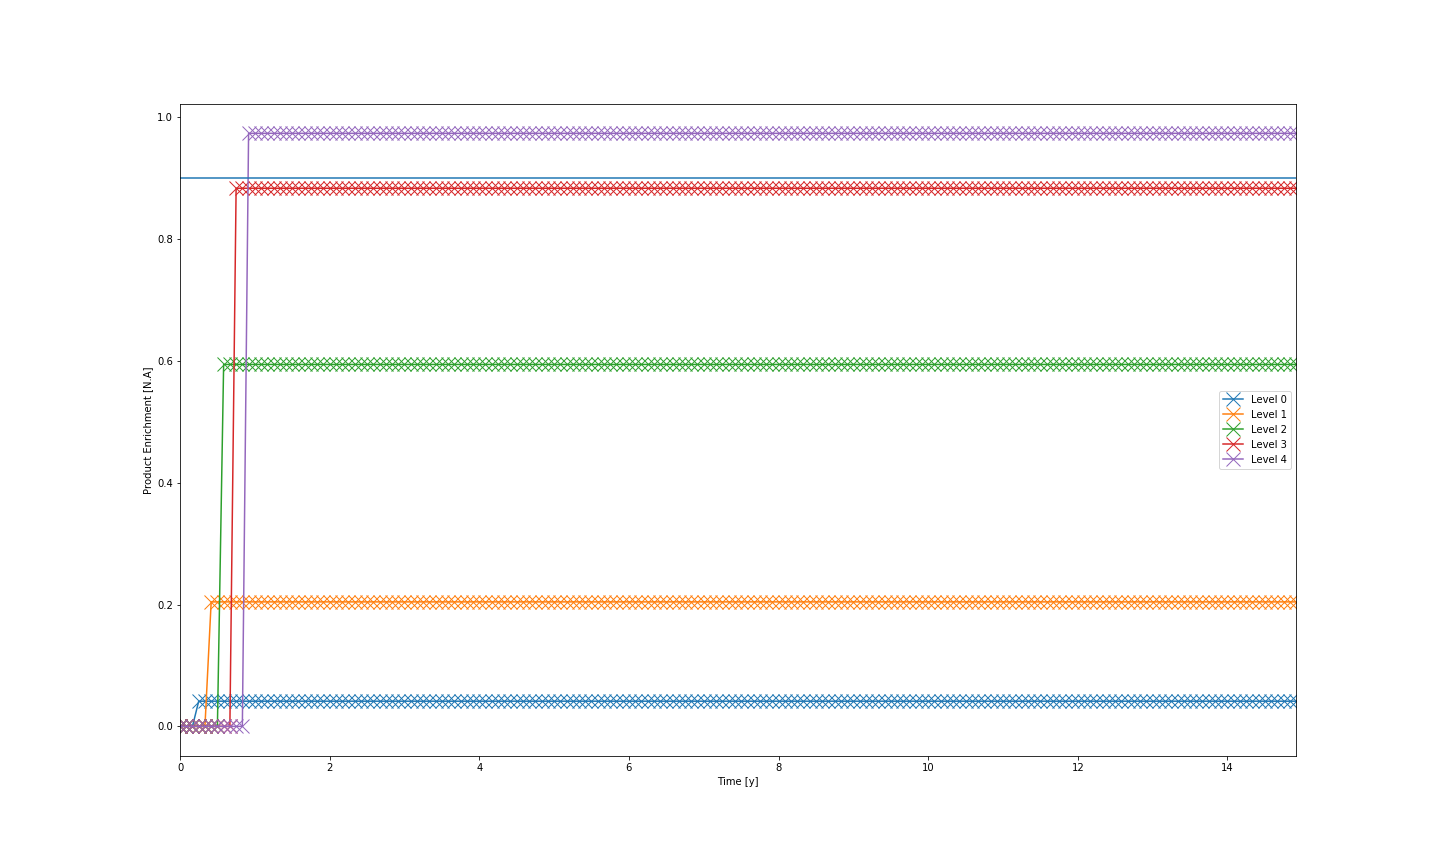 1.0
0.8
0.6
0.4
0.2
0.0
Product Enrichment [N.A]
0 2 4 6 8 10 12 14
Time [y]
Level 0
Level 1
Level 2
Level 3
Level 4